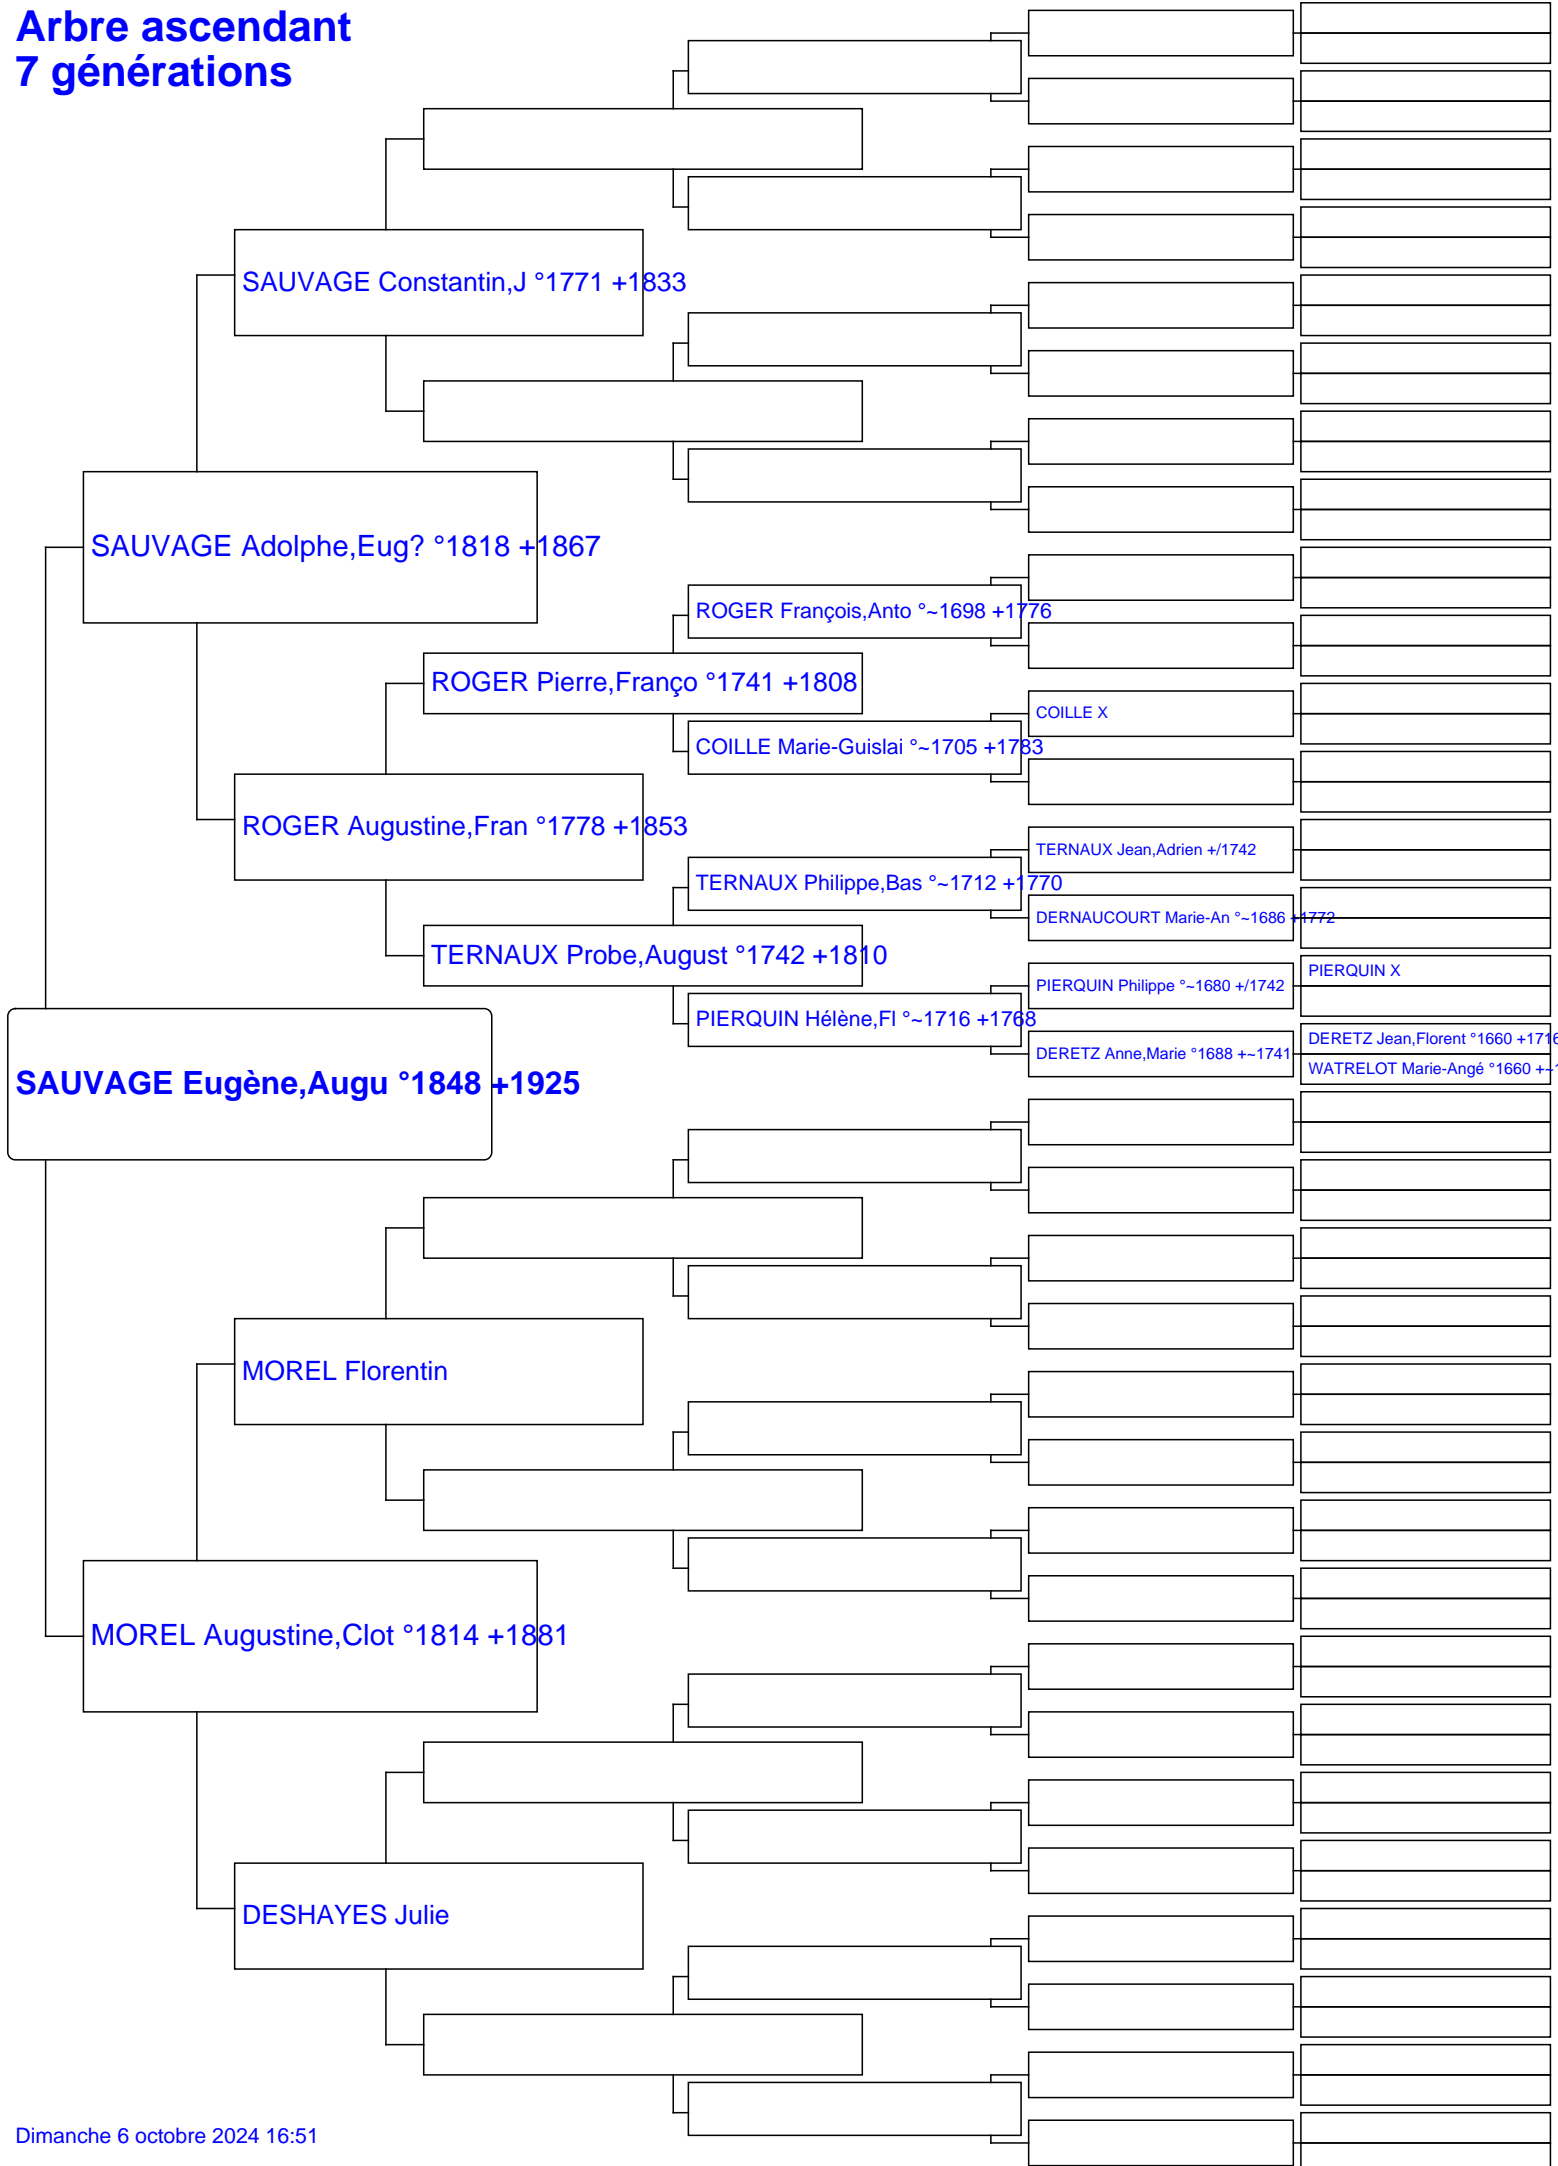 Arbre ascendant
7 générations
SAUVAGE Constantin,J °1771 +1833
SAUVAGE Adolphe,Eug? °1818 +1867
ROGER François,Anto °~1698 +1776
ROGER Pierre,Franço °1741 +1808
COILLE X
COILLE Marie-Guislai °~1705 +1783
ROGER Augustine,Fran °1778 +1853
TERNAUX Jean,Adrien +/1742
TERNAUX Philippe,Bas °~1712 +1770
DERNAUCOURT Marie-An °~1686 +1772
TERNAUX Probe,August °1742 +1810
PIERQUIN X
PIERQUIN Philippe °~1680 +/1742
PIERQUIN Hélène,Fl °~1716 +1768
DERETZ Jean,Florent °1660 +1716
DERETZ Anne,Marie °1688 +~1741
WATRELOT Marie-Angé °1660 +~1
SAUVAGE Eugène,Augu °1848 +1925
MOREL Florentin
MOREL Augustine,Clot °1814 +1881
DESHAYES Julie
Dimanche 6 octobre 2024 16:51